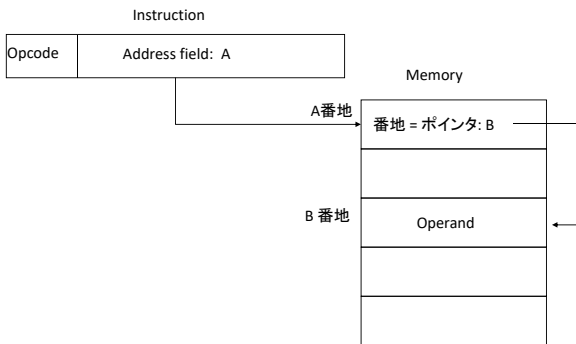 Instruction
Opcode
Address field: A
Memory
A番地
番地 = ポインタ: B
B 番地
Operand